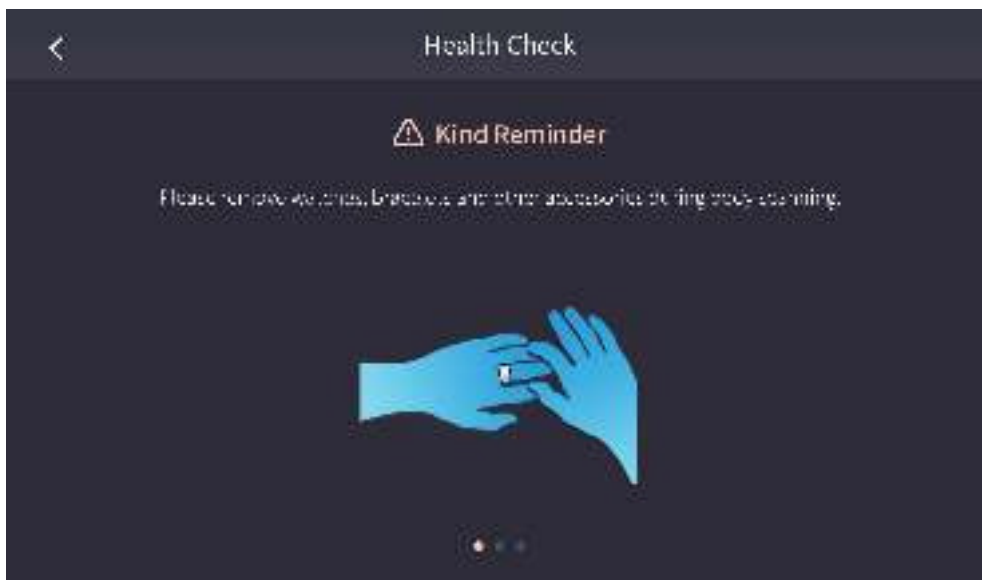 Health Check
Kind Reminder
Please remove watches, bracelets and other accessories during body scanning.